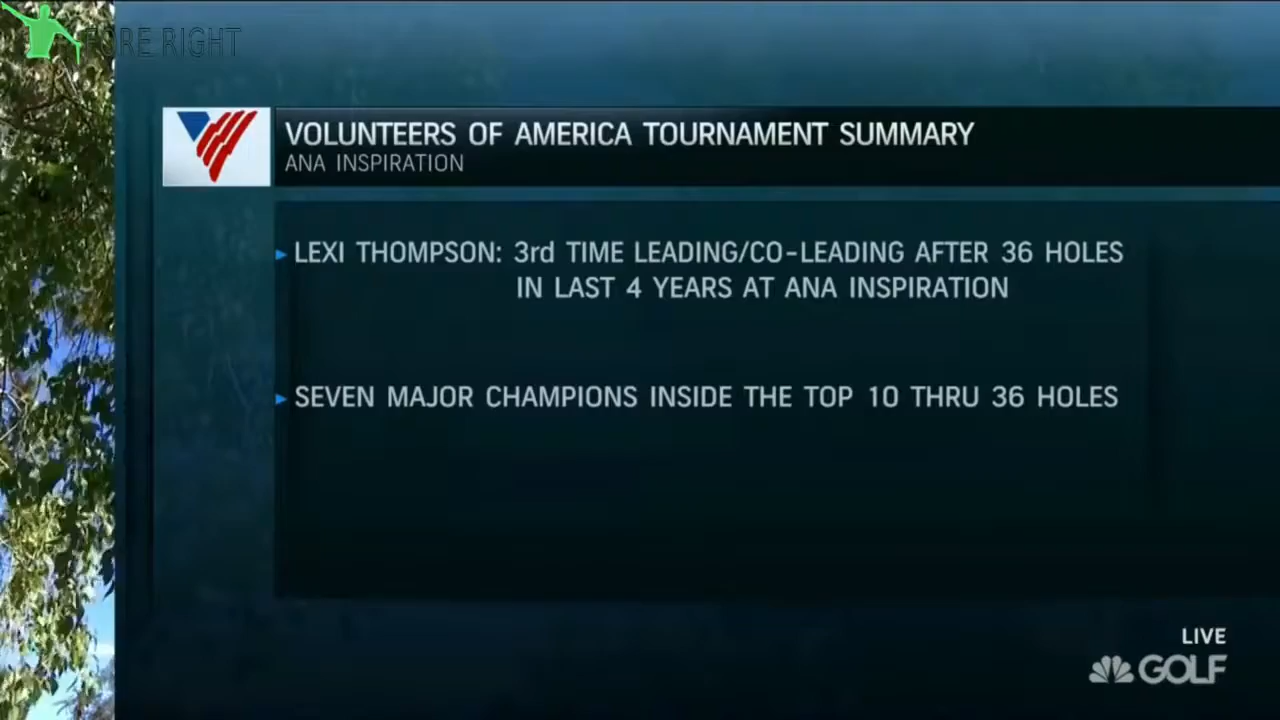 FORE RIGHT
VOLUNTEERS OF AMERICA TOURNAMENT SUMMARY
ANA INSPIRATION
LEXI THOMPSON: 3rd TIME LEADING/CO-LEADING AFTER 36 HOLES
IN LAST 4 YEARS AT ANA INSPIRATION
SEVEN MAJOR CHAMPIONS INSIDE THE TOP 10 THRU 36 HOLES
LIVE
GOLF